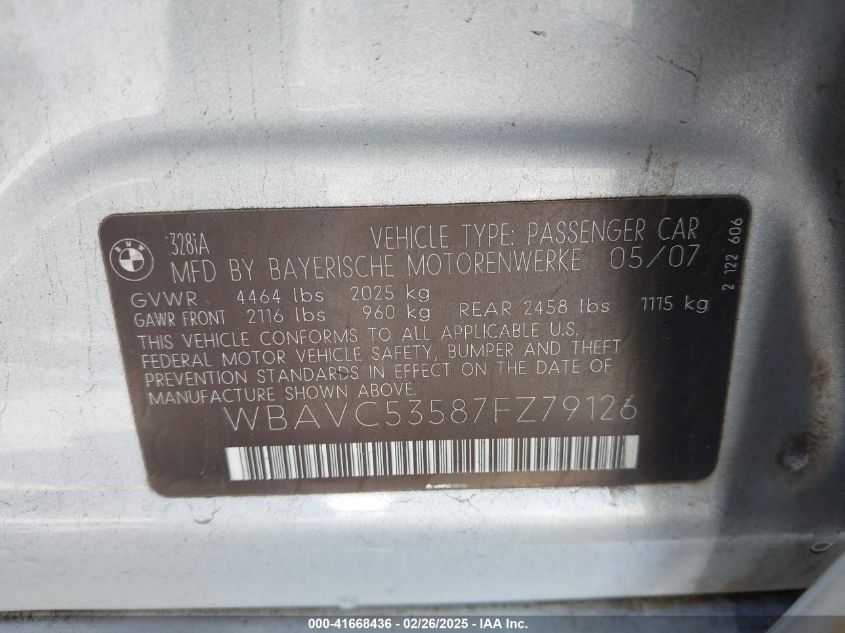 BMW
328iA
VEHICLE TYPE: PASSENGER CAR
MFD BY BAYERISCHE MOTORENWERKE 05/07
GVWR 4464 lbs 2025 kg
GAWR FRONT 2116 lbs 960 kg REAR 2458 lbs 1115 kg
THIS VEHICLE CONFORMS TO ALL APPLICABLE U.S.
FEDERAL MOTOR VEHICLE SAFETY, BUMPER AND THEFT
PREVENTION STANDARDS IN EFFECT ON THE DATE OF
MANUFACTURE SHOWN ABOVE.
WBAVC53587FZ79126
2 122 606
000-41668436 - 02/26/2025 - IAA Inc.